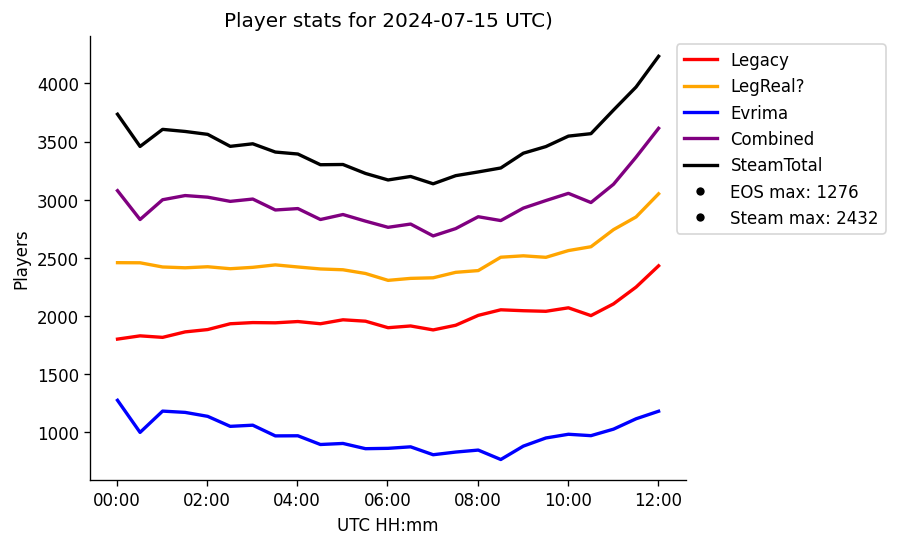 Player stats for 2024-07-15 UTC)
Players
4000
3500
3000
2500
2000
1500
1000
00:00 02:00 04:00 06:00 08:00 10:00 12:00
UTC HH:mm
Legacy
LegReal?
Evrima
Combined
SteamTotal
EOS max: 1276
Steam max: 2432